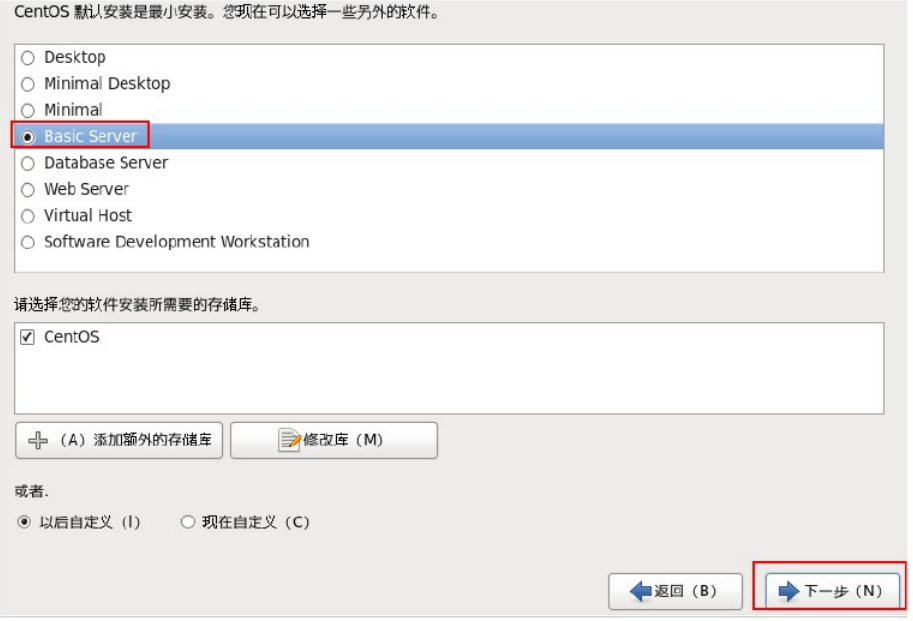 CentOS 默认安装是最小安装。您现在可以选择一些另外的软件。
Desktop
Minimal Desktop
Minimal
Basic Server
Database Server
Web Server
Virtual Host
Software Development Workstation
请选择您的软件安装所需要的存储库。
CentOS
（A）添加额外的存储库 修改库（M）
或者.
以后自定义（l） 现在自定义（C）
返回（B） 下一步（N）